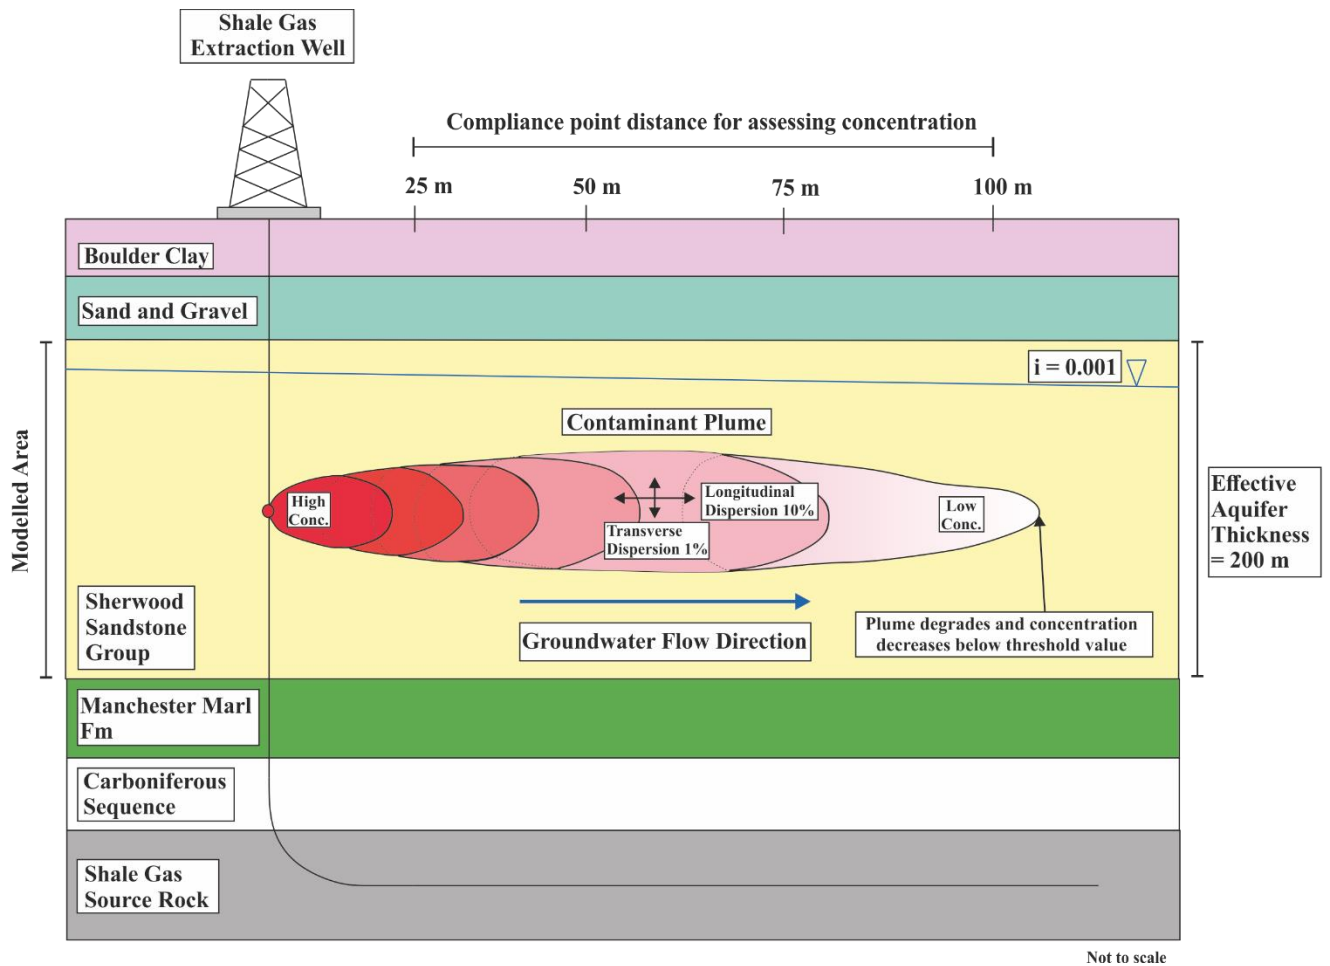 Shale Gas
Extraction Well
Compliance point distance for assessing concentration
25 m
50 m
75 m
100 m
Boulder Clay
Sand and Gravel
i = 0.001
Contaminant Plume
High
Conc.
Longitudinal
Dispersion 10%
Transverse
Dispersion 1%
Low
Conc.
Modelled Area
Effective
Aquifer
Thickness
= 200 m
Sherwood
Sandstone
Group
Groundwater Flow Direction
Plume degrades and concentration
decreases below threshold value
Manchester Marl
Fm
Carboniferous
Sequence
Shale Gas
Source Rock
Not to scale